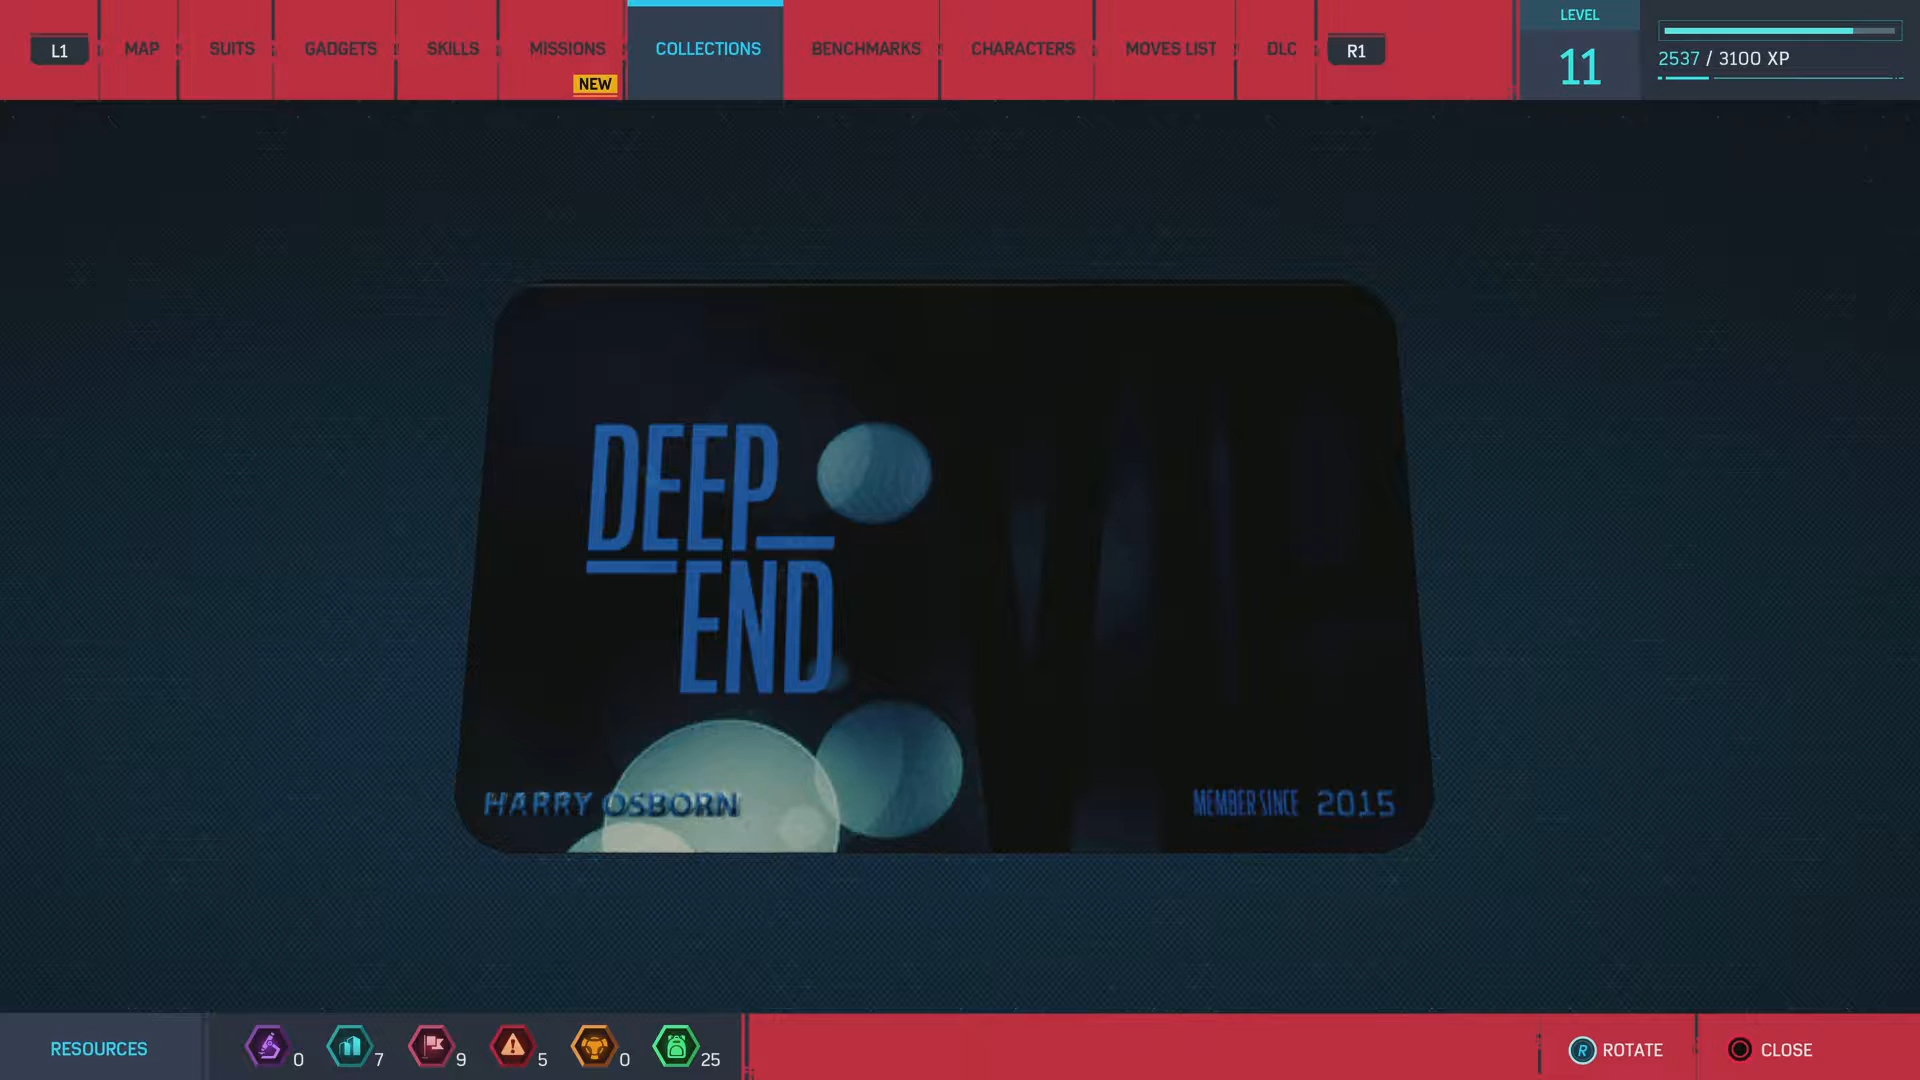 L1 MAP SUITS GADGETS SKILLS MISSIONS COLLECTIONS BENCHMARKS CHARACTERS MOVES LIST DLC R1
NEW
LEVEL
11
2537 / 3100 XP
DEEP_
END
HARRY OSBORN
MEMBER SINCE 2015
RESOURCES 0 7 9 5 0 25
R ROTATE CLOSE